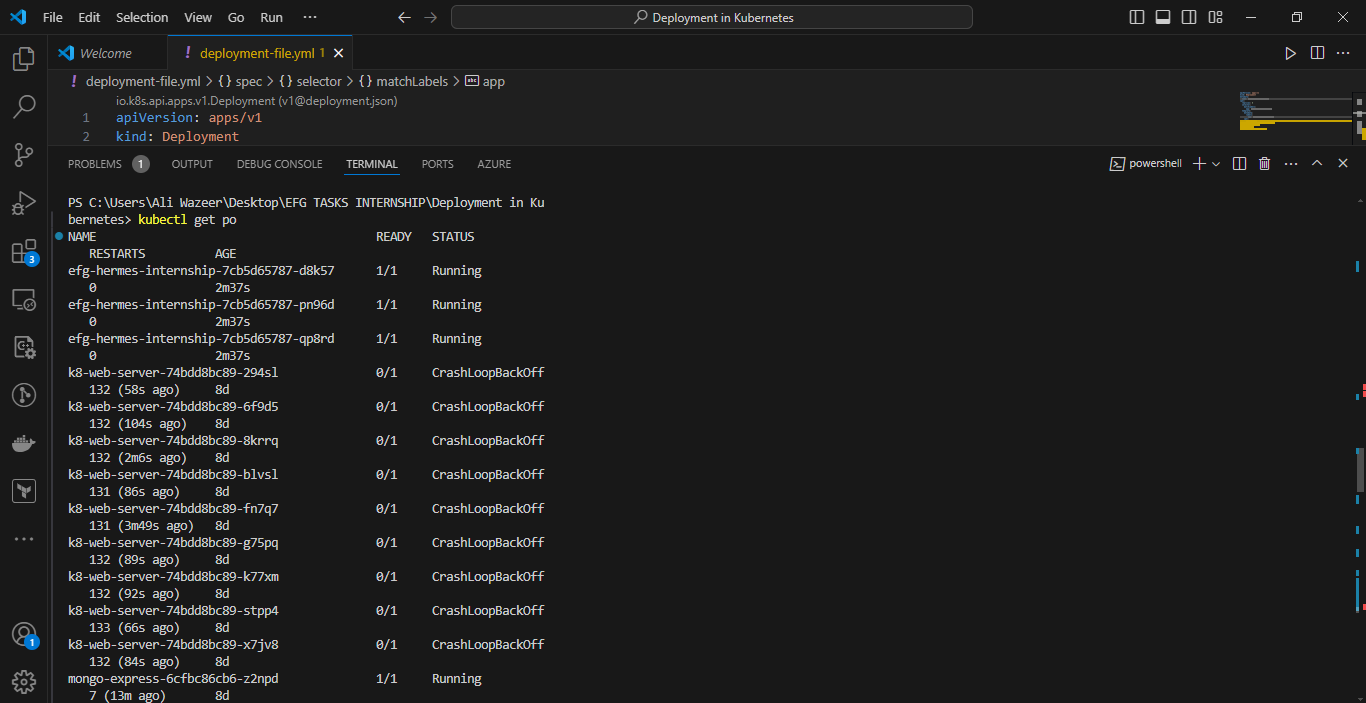 File Edit Selection View Go Run ··· Deployment in Kubernetes
Welcome ! deployment-file.yml 1
! deployment-file.yml > {} spec > {} selector > {} matchLabels > abc app
io.k8s.api.apps.v1.Deployment (v1@deployment.json)
1 apiVersion: apps/v1
2 kind: Deployment
PROBLEMS 1 OUTPUT DEBUG CONSOLE TERMINAL PORTS AZURE powershell
PS C:\Users\Ali Wazeer\Desktop\EFG TASKS INTERNSHIP\Deployment in Ku
bernetes> kubectl get po
NAME READY STATUS
RESTARTS AGE
efg-hermes-internship-7cb5d65787-d8k57 1/1 Running
0 2m37s
efg-hermes-internship-7cb5d65787-pn96d 1/1 Running
0 2m37s
efg-hermes-internship-7cb5d65787-qp8rd 1/1 Running
0 2m37s
k8-web-server-74bdd8bc89-294sl 0/1 CrashLoopBackOff
132 (58s ago) 8d
k8-web-server-74bdd8bc89-6f9d5 0/1 CrashLoopBackOff
132 (104s ago) 8d
k8-web-server-74bdd8bc89-8krrq 0/1 CrashLoopBackOff
132 (2m6s ago) 8d
k8-web-server-74bdd8bc89-blvsl 0/1 CrashLoopBackOff
131 (86s ago) 8d
k8-web-server-74bdd8bc89-fn7q7 0/1 CrashLoopBackOff
131 (3m49s ago) 8d
k8-web-server-74bdd8bc89-g75pq 0/1 CrashLoopBackOff
132 (89s ago) 8d
k8-web-server-74bdd8bc89-k77xm 0/1 CrashLoopBackOff
132 (92s ago) 8d
k8-web-server-74bdd8bc89-stpp4 0/1 CrashLoopBackOff
133 (66s ago) 8d
k8-web-server-74bdd8bc89-x7jv8 0/1 CrashLoopBackOff
132 (84s ago) 8d
mongo-express-6cfbc86cb6-z2npd 1/1 Running
7 (13m ago) 8d
3
1